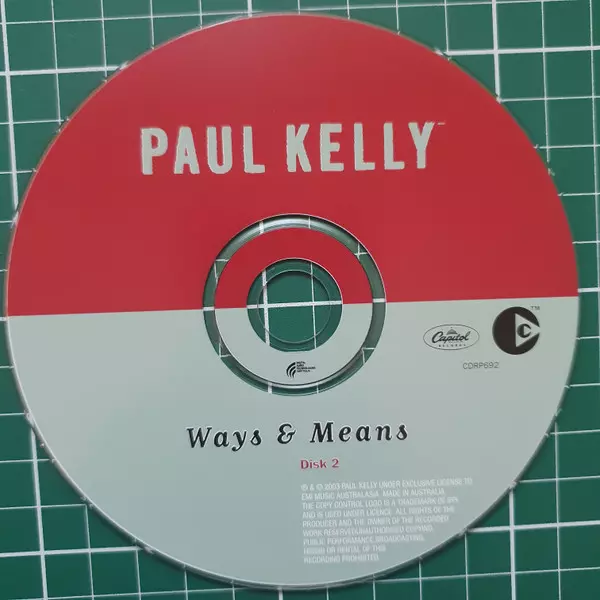 PAUL KELLY
Capitol
RECORDS
TM
C
CDRP692
Ways & Means
Disk 2
℗ & © 2003 PAUL KELLY UNDER EXCLUSIVE LICENSE TO
EMI MUSIC AUSTRALASIA. MADE IN AUSTRALIA.
THE COPY CONTROL LOGO IS A TRADEMARK OF IFPI,
AND IS USED UNDER LICENCE. ALL RIGHTS OF THE
PRODUCER AND THE OWNER OF THE RECORDED
WORK RESERVED.UNAUTHORISED COPYING,
PUBLIC PERFORMANCE,BROADCASTING,
HIRING OR RENTAL OF THIS
RECORDING PROHIBITED.